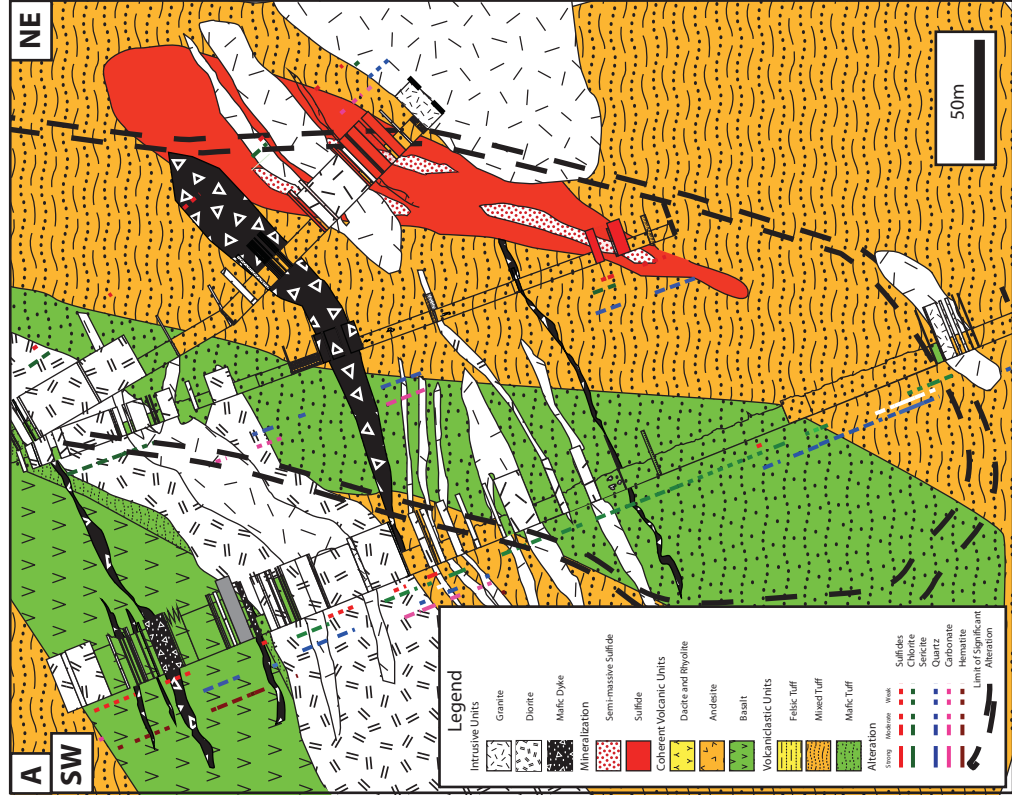 A
SW
NE
50m
Legend
Intrusive Units
Granite
Diorite
Mafic Dyke
Mineralization
Semi-massive Sulfide
Sulfide
Coherent Volcanic Units
Dacite and Rhyolite
Andesite
Basalt
Volcaniclastic Units
Felsic Tuff
Mixed Tuff
Mafic Tuff
Alteration
Strong Moderate Weak
Sulfides
Chlorite
Sericite
Quartz
Carbonate
Hematite
Limit of Significant
Alteration